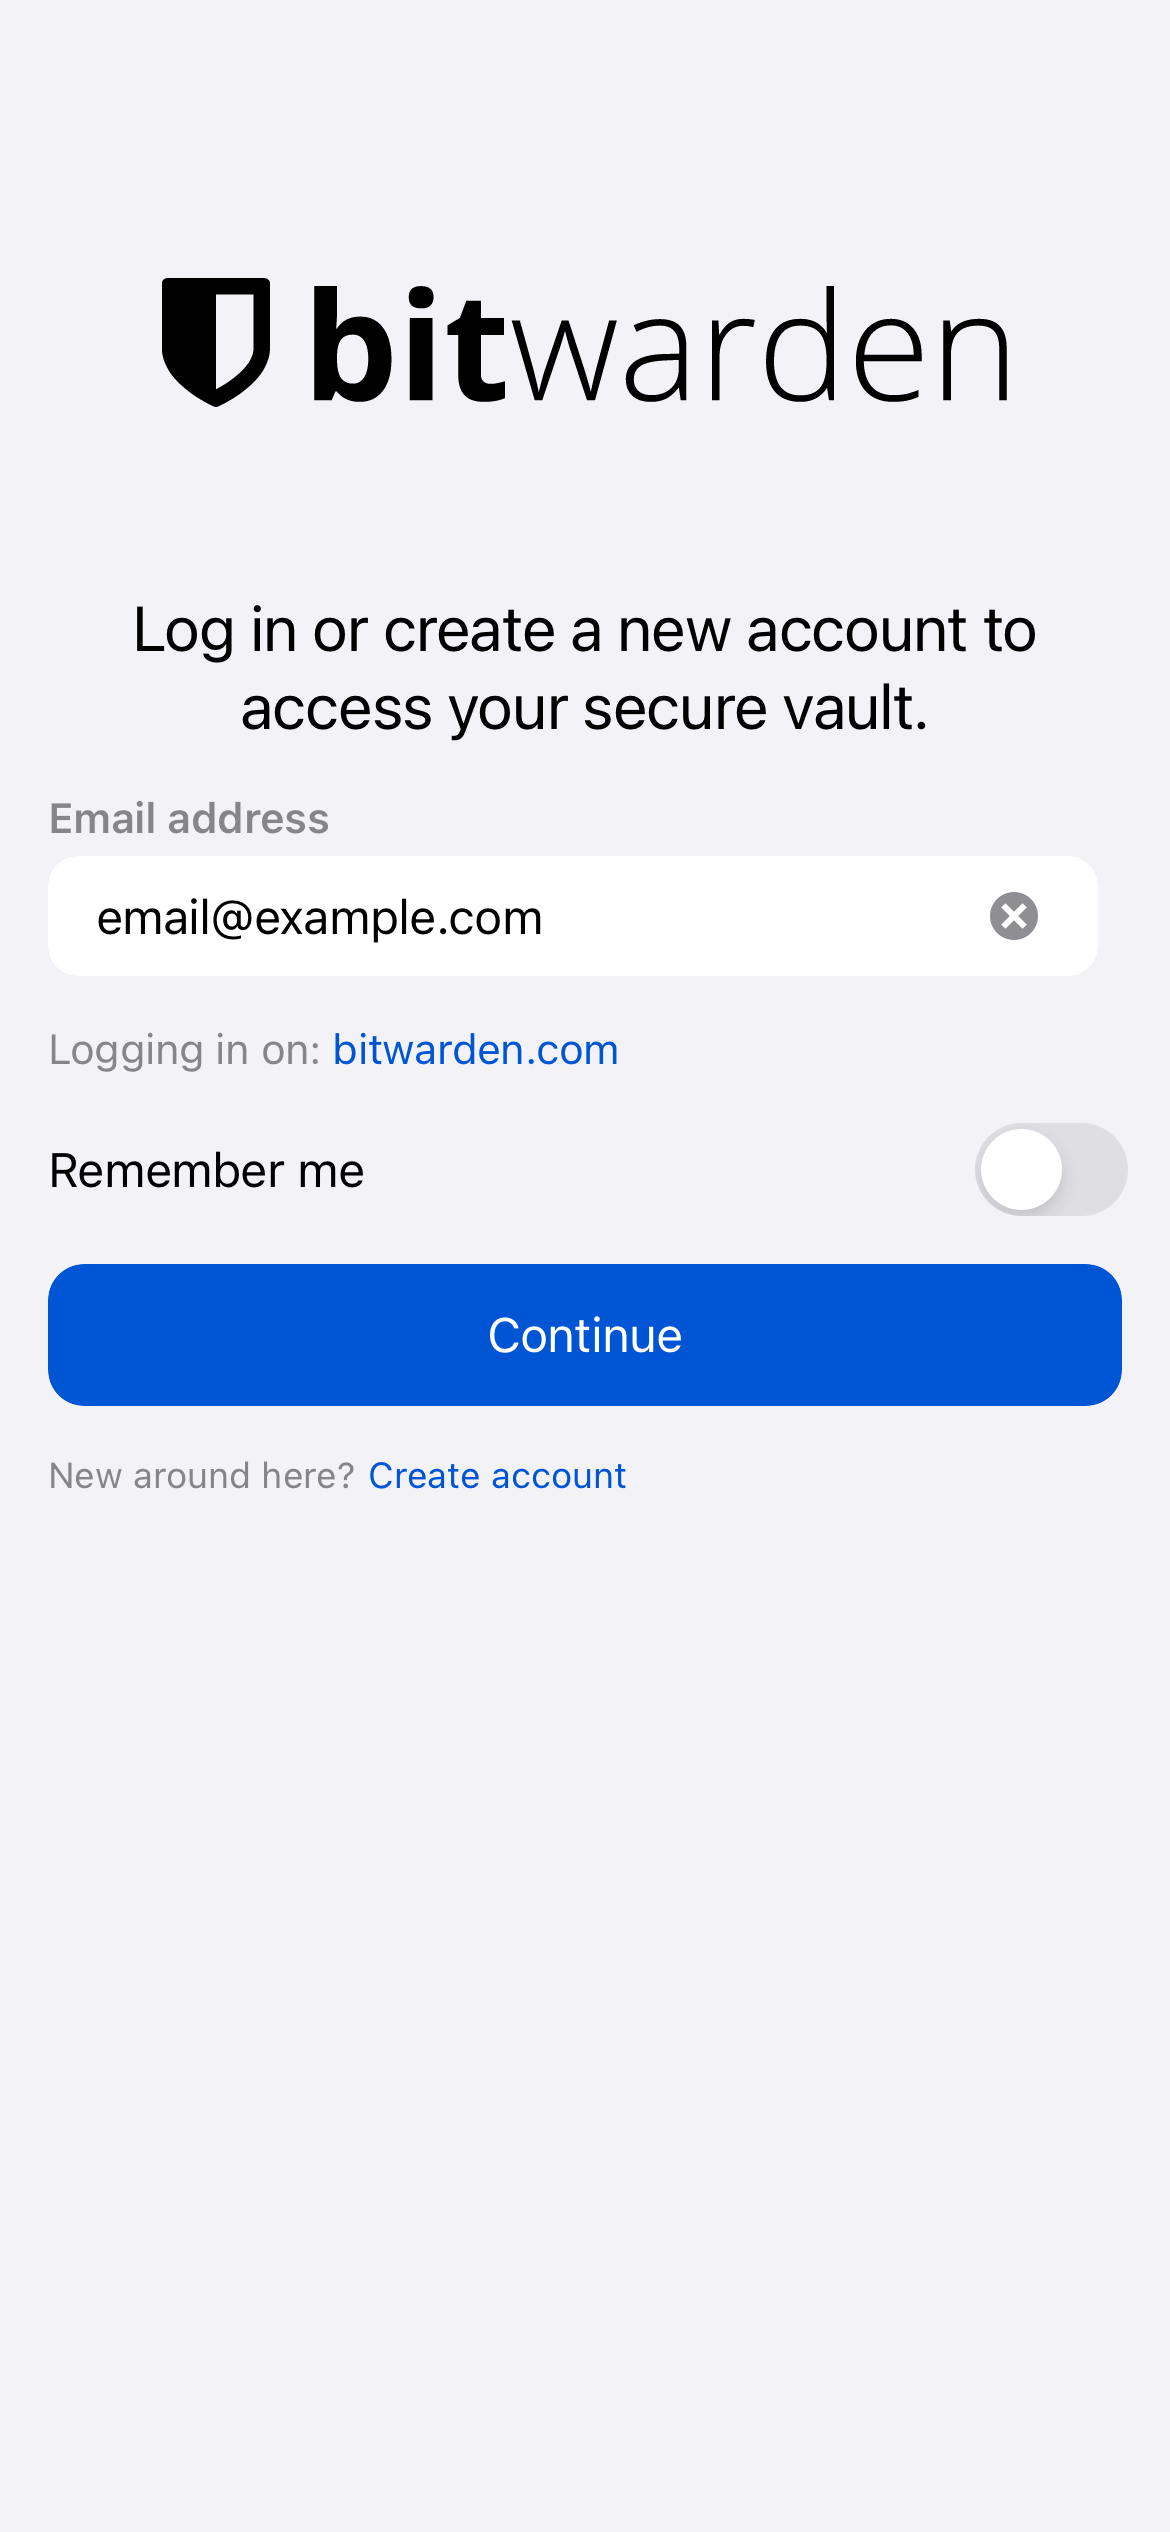 bitwarden
Log in or create a new account to
access your secure vault.
Email address
email@example.com
Logging in on: bitwarden.com
Remember me
Continue
New around here? Create account